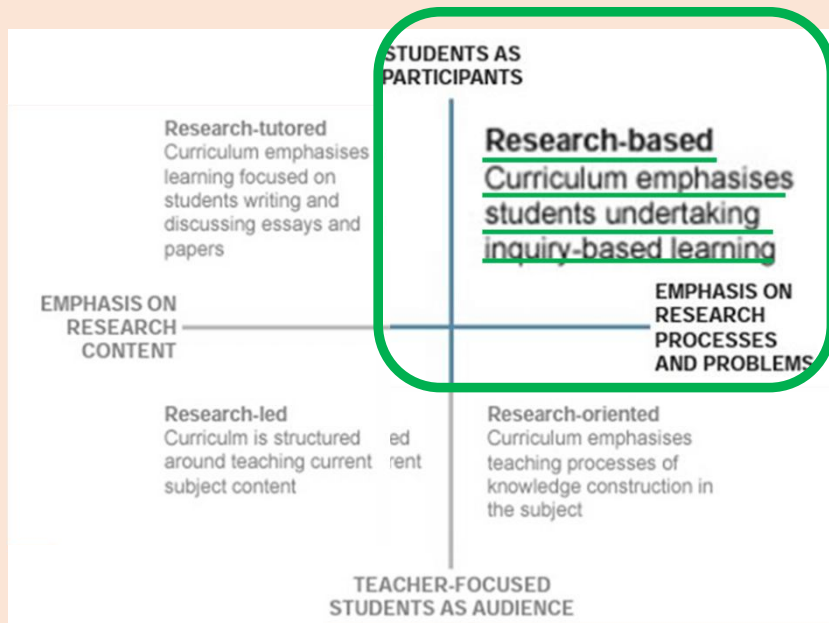 STUDENTS AS
PARTICIPANTS
Research-tutored
Curriculum emphasises
learning focused on
students writing and
discussing essays and
papers
Research-based
Curriculum emphasises
students undertaking
inquiry-based learning
EMPHASIS ON
RESEARCH
CONTENT
EMPHASIS ON
RESEARCH
PROCESSES
AND PROBLEMS
Research-led
Curriculm is structured ed
around teaching current rent
subject content
Research-oriented
Curriculum emphasises
teaching processes of
knowledge construction in
the subject
TEACHER-FOCUSED
STUDENTS AS AUDIENCE